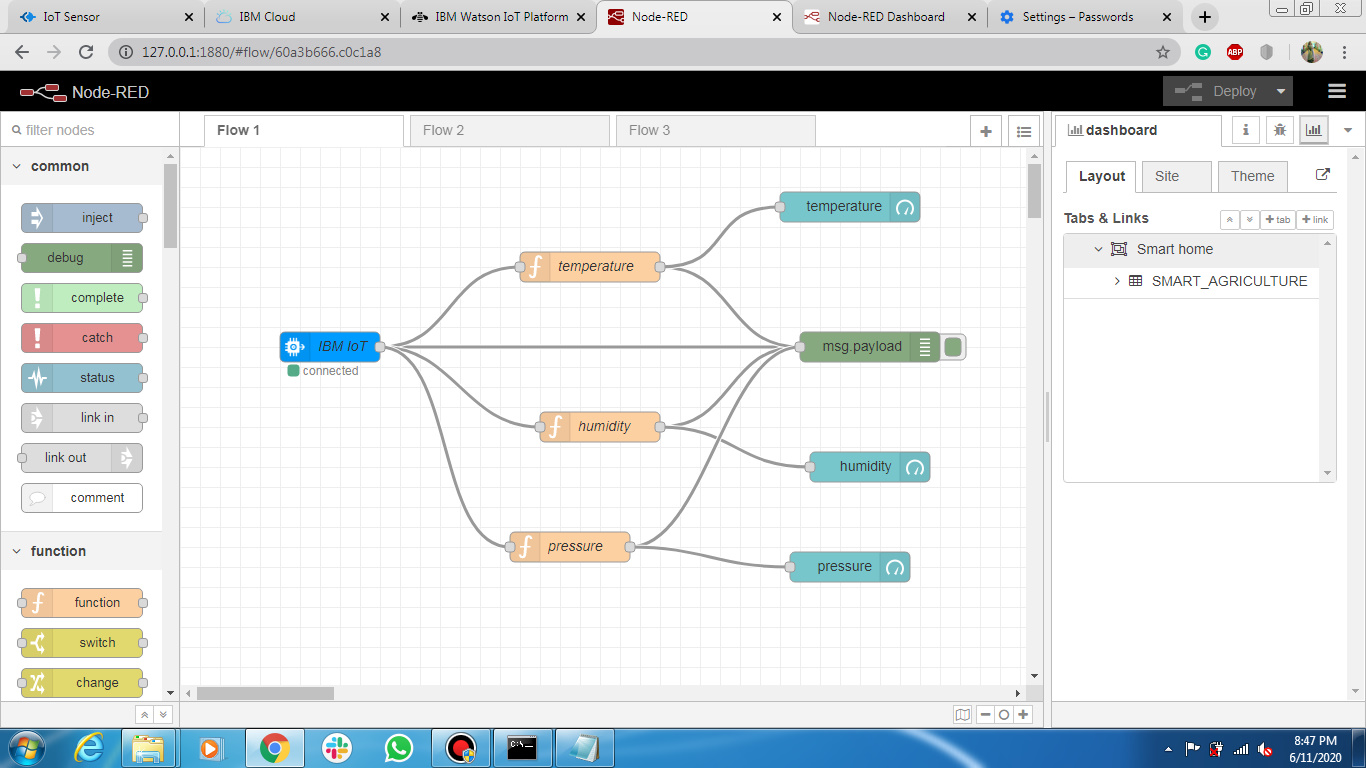 IoT Sensor
IBM Cloud
IBM Watson IoT Platform
Node-RED
Node-RED Dashboard
Settings – Passwords
127.0.0.1:1880/#flow/60a3b666.c0c1a8
ABP
Node-RED
Deploy
filter nodes
Flow 1
Flow 2
Flow 3
dashboard
common
inject
debug
complete
catch
status
link in
link out
comment
function
function
switch
change
temperature
temperature
IBM IoT
connected
msg.payload
humidity
humidity
pressure
pressure
Layout
Site
Theme
Tabs & Links
tab
link
Smart home
SMART_AGRICULTURE
C:\
8:47 PM
6/11/2020